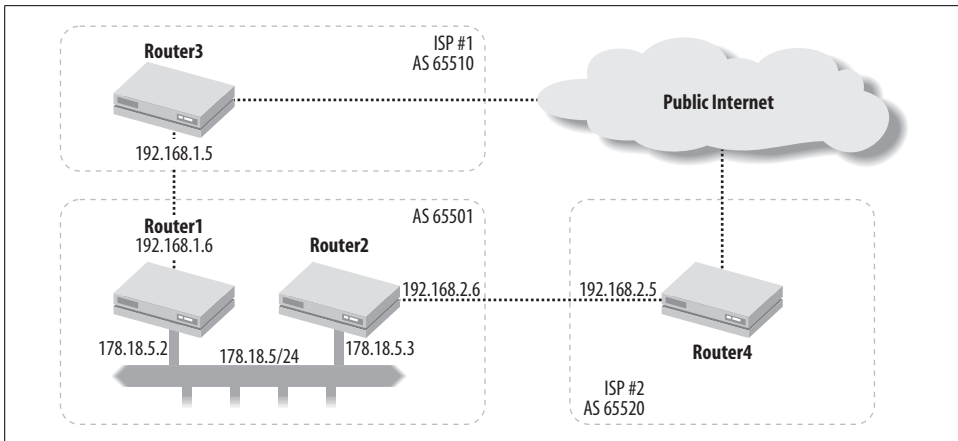 Router3
ISP #1
AS 65510
Public Internet
192.168.1.5
AS 65501
Router1
192.168.1.6
Router2
192.168.2.6
192.168.2.5
178.18.5.2
178.18.5/24
178.18.5.3
Router4
ISP #2
AS 65520